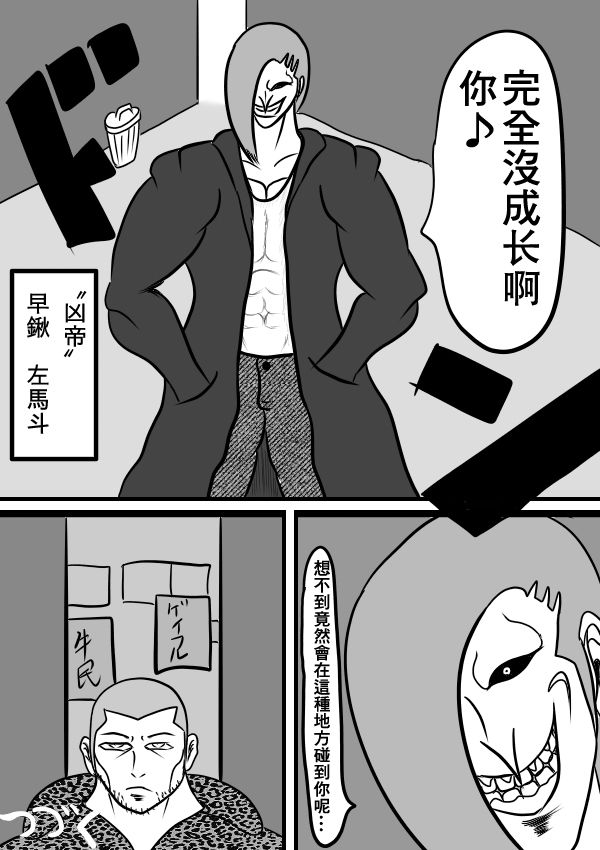 完全沒成长啊
你♪
ドン
〝凶帝〟
早鍬 左馬斗
想不到竟然會在這種地方碰到你呢…
ゲイル
牛民
つづく